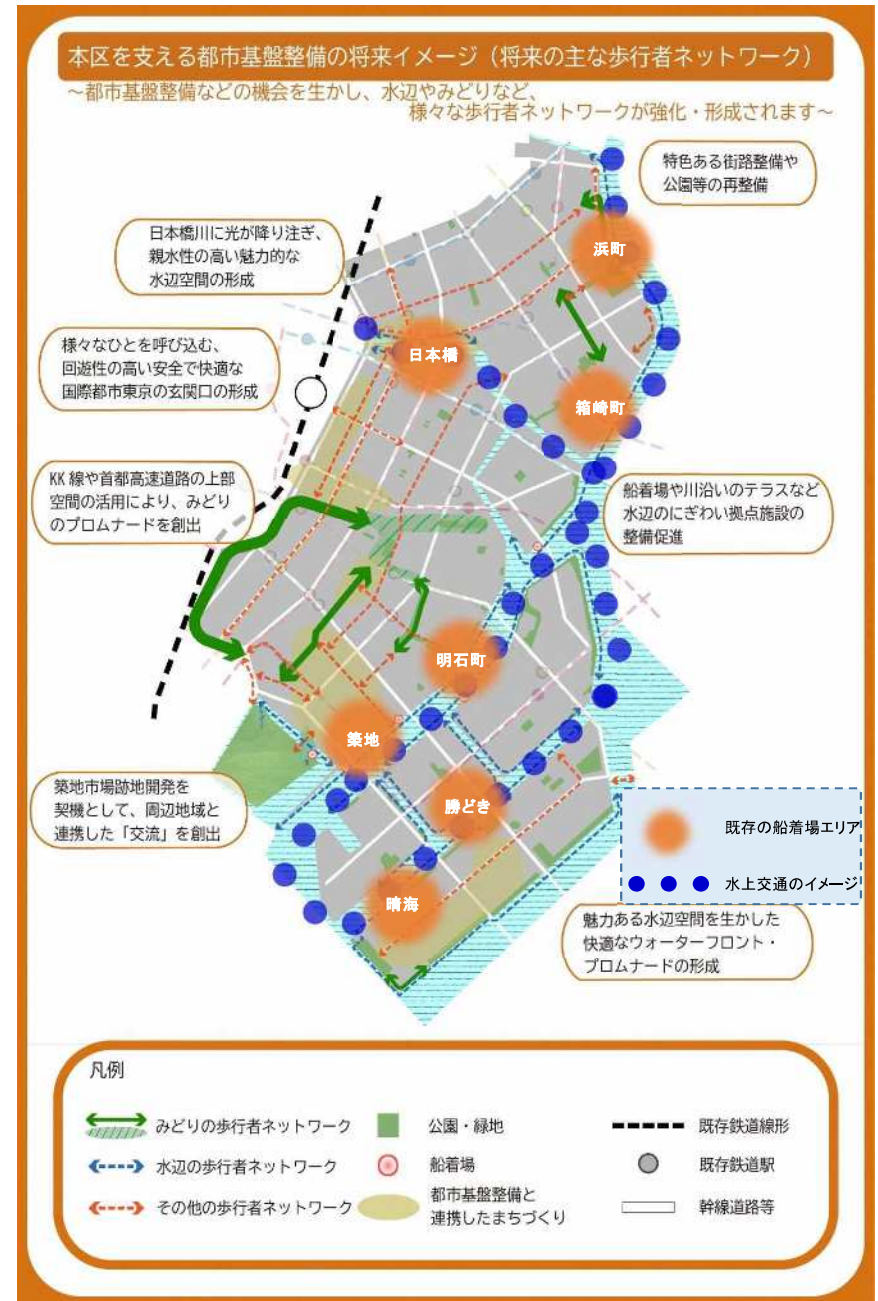 本区を支える都市基盤整備の将来イメージ（将来の主な歩行者ネットワーク）
～都市基盤整備などの機会を生かし、水辺やみどりなど、
様々な歩行者ネットワークが強化・形成されます～
特色ある街路整備や
公園等の再整備
日本橋川に光が降り注ぎ、
親水性の高い魅力的な
水辺空間の形成
浜町
様々なひとを呼び込む、
回遊性の高い安全で快適な
国際都市東京の玄関口の形成
日本橋
箱崎町
KK線や首都高速道路の上部
空間の活用により、みどり
のプロムナードを創出
船着場や川沿いのテラスなど
水辺のにぎわい拠点施設の
整備促進
明石町
築地
築地市場跡地開発を
契機として、周辺地域と
連携した「交流」を創出
勝どき
既存の船着場エリア
水上交通のイメージ
晴海
魅力ある水辺空間を生かした
快適なウォーターフロント・
プロムナードの形成
凡例
みどりの歩行者ネットワーク
公園・緑地
既存鉄道線形
水辺の歩行者ネットワーク
船着場
既存鉄道駅
その他の歩行者ネットワーク
都市基盤整備と
連携したまちづくり
幹線道路等